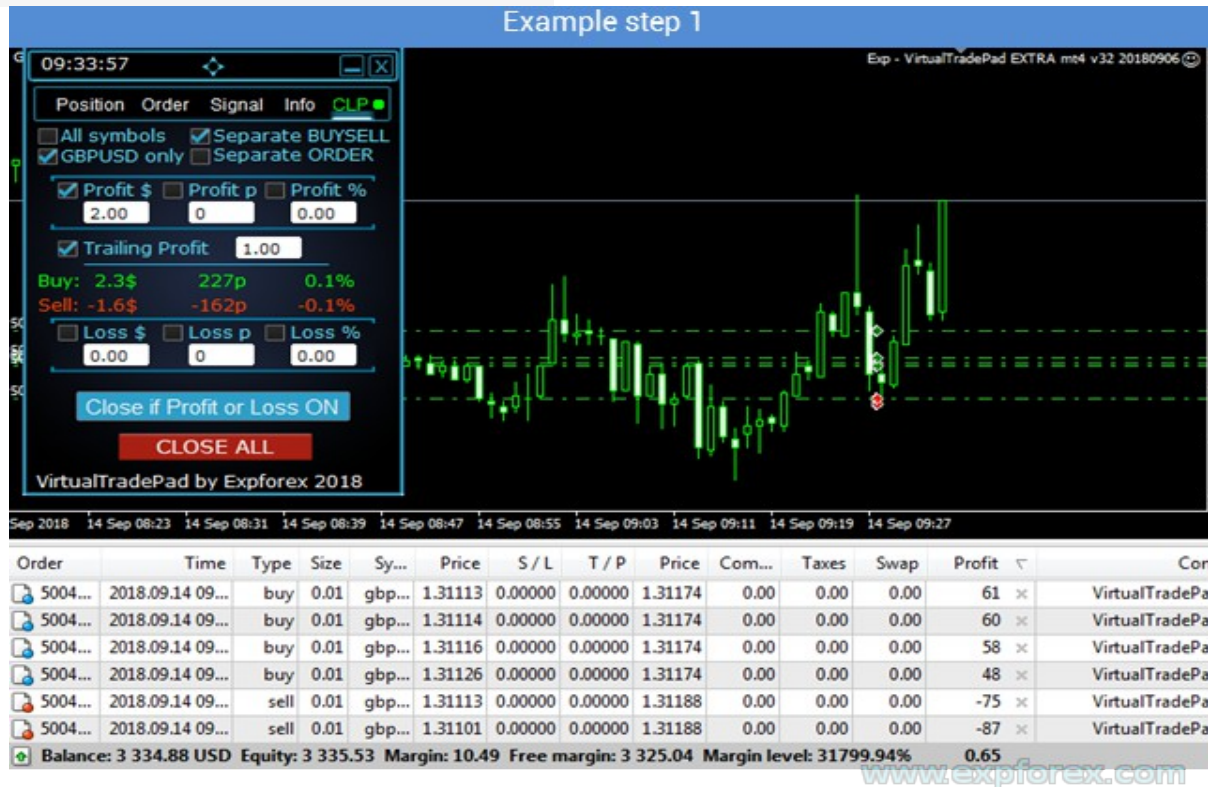 Example step 1
Exp - VirtualTradePad EXTRA mt4 v32 20180906
09:33:57
Position Order Signal Info CLP
All symbols Separate BUYSELL
GBPUSD only Separate ORDER
Profit $ Profit p Profit %
2.00 0 0.00
Trailing Profit 1.00
Buy: 2.3$ 227p 0.1%
Sell: -1.6$ -162p -0.1%
Loss $ Loss p Loss %
0.00 0 0.00
Close if Profit or Loss ON
CLOSE ALL
VirtualTradePad by Expforex 2018
Sep 2018 14 Sep 08:23 14 Sep 08:31 14 Sep 08:39 14 Sep 08:47 14 Sep 08:55 14 Sep 09:03 14 Sep 09:11 14 Sep 09:19 14 Sep 09:27
Order Time Type Size Sy... Price S / L T / P Price Com... Taxes Swap Profit Con
5004... 2018.09.14 09... buy 0.01 gbp... 1.31113 0.00000 0.00000 1.31174 0.00 0.00 0.00 61 VirtualTradePa
5004... 2018.09.14 09... buy 0.01 gbp... 1.31114 0.00000 0.00000 1.31174 0.00 0.00 0.00 60 VirtualTradePa
5004... 2018.09.14 09... buy 0.01 gbp... 1.31116 0.00000 0.00000 1.31174 0.00 0.00 0.00 58 VirtualTradePa
5004... 2018.09.14 09... buy 0.01 gbp... 1.31126 0.00000 0.00000 1.31174 0.00 0.00 0.00 48 VirtualTradePa
5004... 2018.09.14 09... sell 0.01 gbp... 1.31113 0.00000 0.00000 1.31188 0.00 0.00 0.00 -75 VirtualTradePa
5004... 2018.09.14 09... sell 0.01 gbp... 1.31101 0.00000 0.00000 1.31188 0.00 0.00 0.00 -87 VirtualTradePa
Balance: 3 334.88 USD Equity: 3 335.53 Margin: 10.49 Free margin: 3 325.04 Margin level: 31799.94% 0.65
www.expforex.com